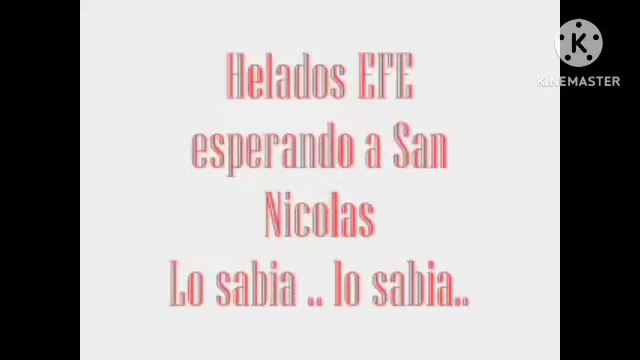 Helados EFE
esperando a San
Nicolas
Lo sabia .. lo sabia..
K
KINEMASTER